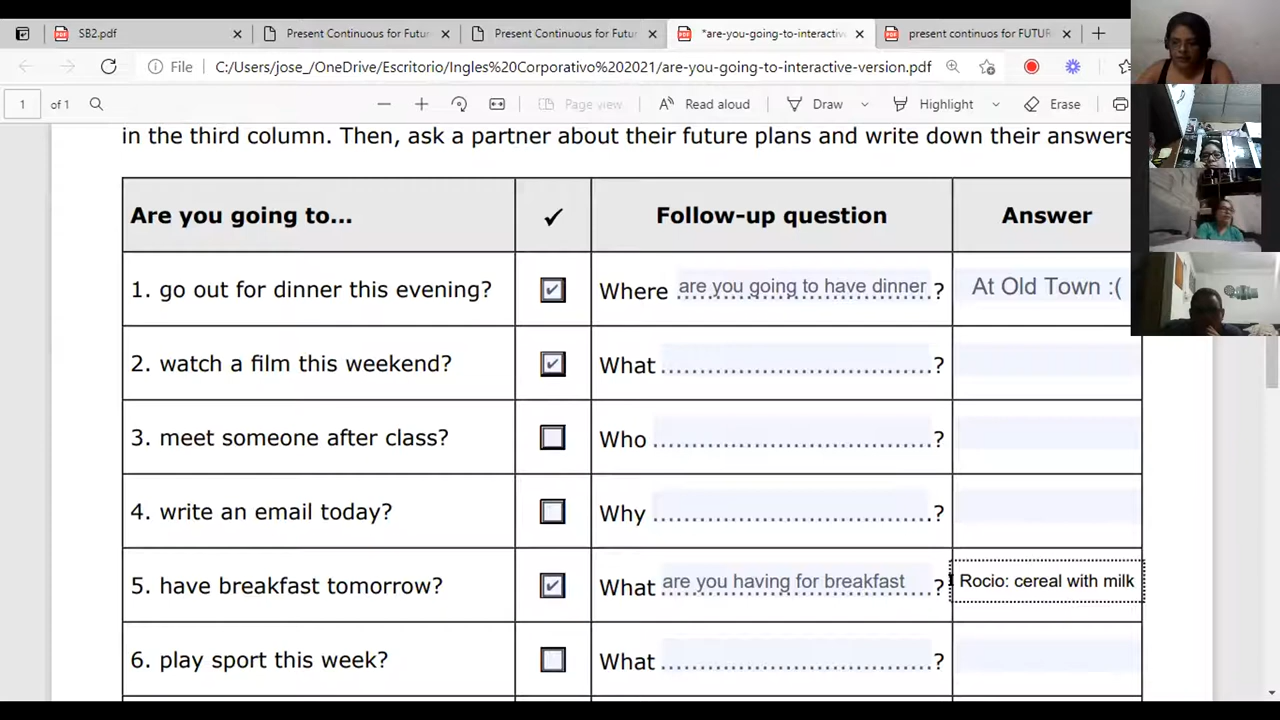 SB2.pdf
Present Continuous for Futur
Present Continuous for Futur
*are-you-going-to-interactive
present continuos for FUTUR
File
C:/Users/jose_/OneDrive/Escritorio/Ingles%20Corporativo%202021/are-you-going-to-interactive-version.pdf
1 of 1
Page view
Read aloud
Draw
Highlight
Erase
in the third column. Then, ask a partner about their future plans and write down their answers
Are you going to... ✓ Follow-up question Answer
1. go out for dinner this evening? ✓ Where are you going to have dinner ? At Old Town :(
2. watch a film this weekend? ✓ What ........................................ ?
3. meet someone after class? Who ........................................ ?
4. write an email today? Why ........................................ ?
5. have breakfast tomorrow? ✓ What are you having for breakfast ? Rocio: cereal with milk
6. play sport this week? What ........................................ ?